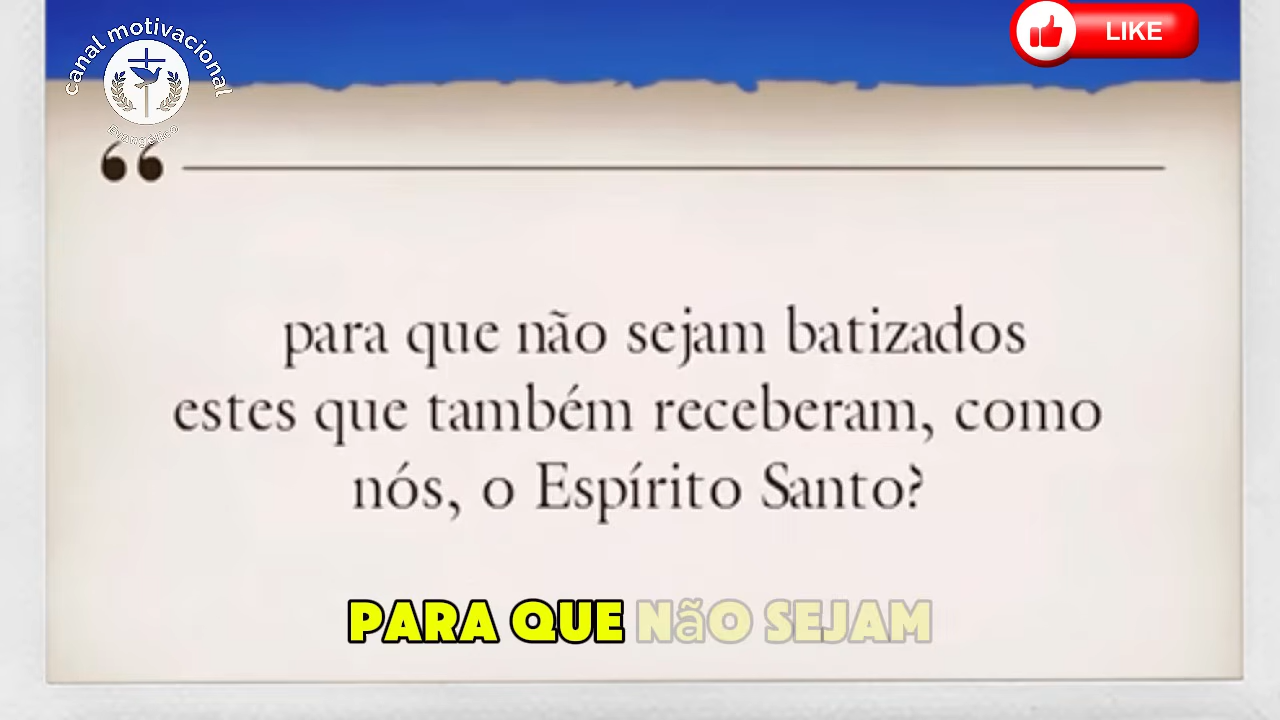 canal motivacional
evangélico
LIKE
“
para que não sejam batizados
estes que também receberam, como
nós, o Espírito Santo?
PARA QUE NãO SEJAM